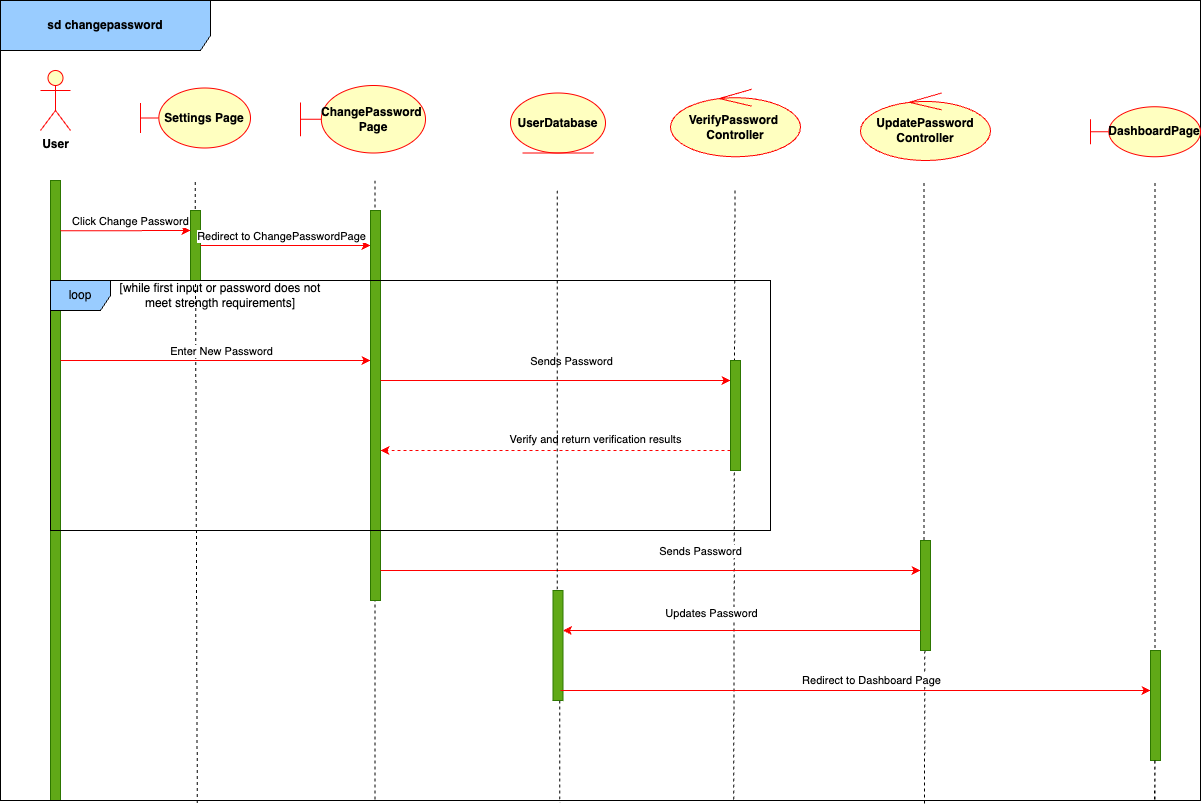 sd changepassword
User
Settings Page
ChangePassword
Page
UserDatabase
VerifyPassword
Controller
UpdatePassword
Controller
DashboardPage
Click Change Password
Redirect to ChangePasswordPage
loop
[while first input or password does not
meet strength requirements]
Enter New Password
Sends Password
Verify and return verification results
Sends Password
Updates Password
Redirect to Dashboard Page